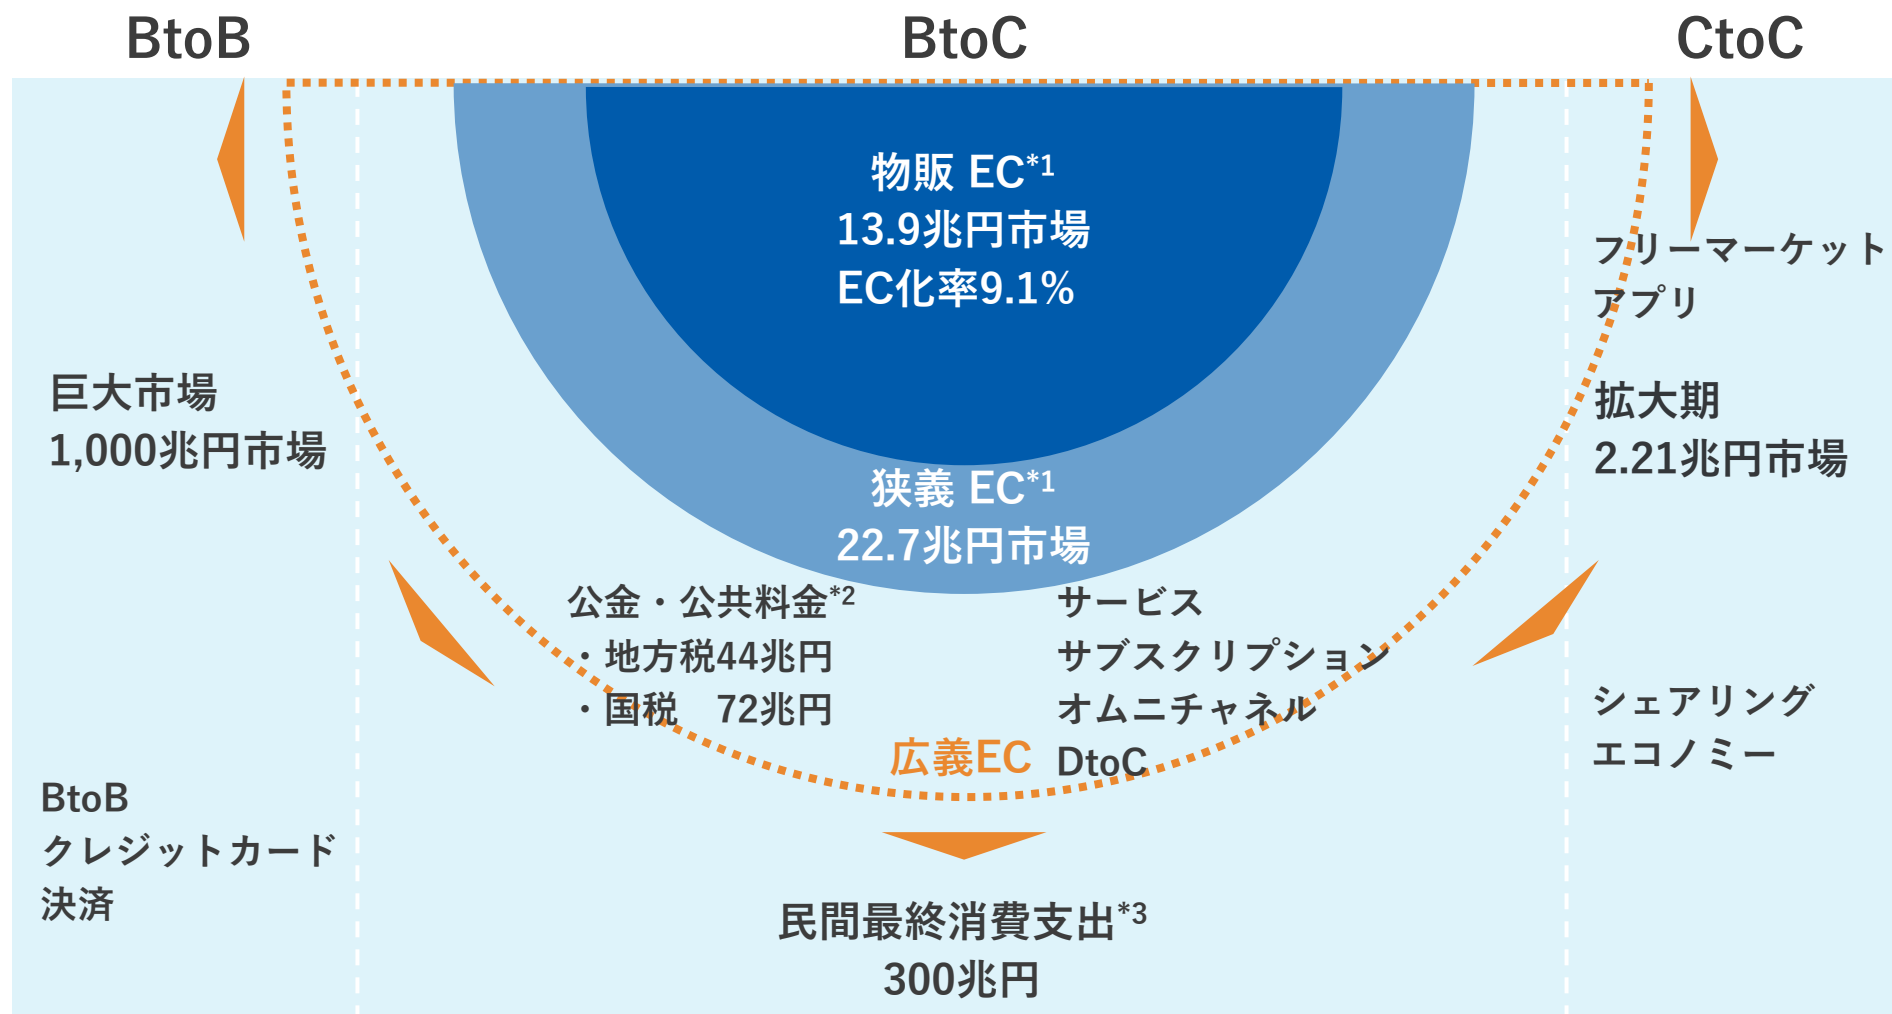 BtoB
BtoC
CtoC
物販 EC*1
13.9兆円市場
EC化率9.1%
フリーマーケット
アプリ
巨大市場
1,000兆円市場
拡大期
2.21兆円市場
狭義 EC*1
22.7兆円市場
公金・公共料金*2
・地方税44兆円
・国税　72兆円
サービス
サブスクリプション
オムニチャネル
DtoC
広義EC
シェアリング
エコノミー
BtoB
クレジットカード
決済
民間最終消費支出*3
300兆円